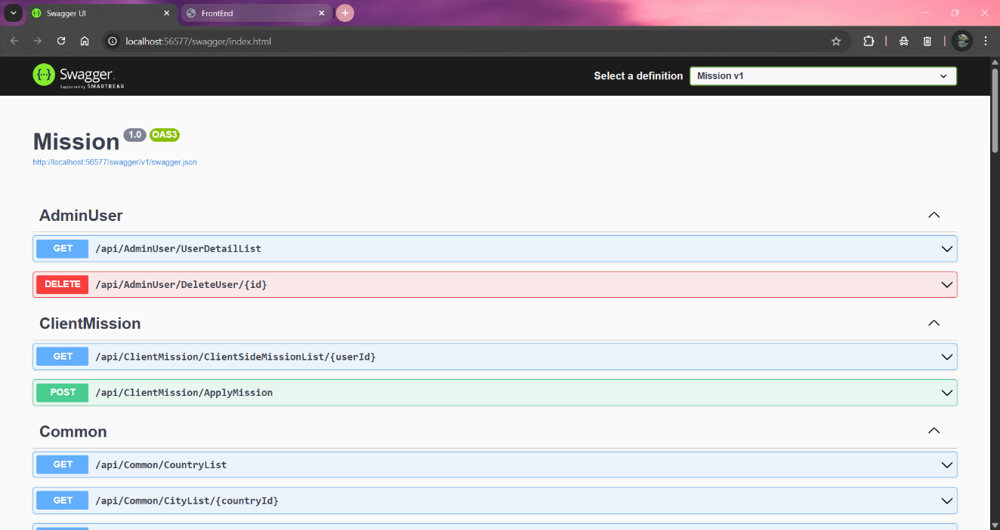 Swagger UI
FrontEnd
localhost:56577/swagger/index.html
Swagger.
Supported by SMARTBEAR
Select a definition
Mission v1
Mission 1.0 OAS3
http://localhost:56577/swagger/v1/swagger.json
AdminUser
GET /api/AdminUser/UserDetailList
DELETE /api/AdminUser/DeleteUser/{id}
ClientMission
GET /api/ClientMission/ClientSideMissionList/{userId}
POST /api/ClientMission/ApplyMission
Common
GET /api/Common/CountryList
GET /api/Common/CityList/{countryId}